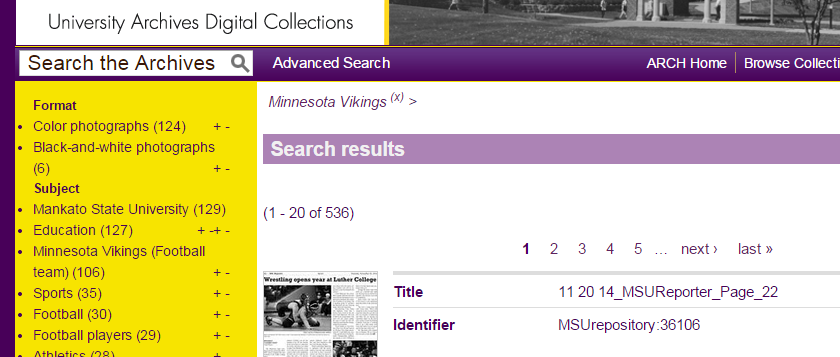 University Archives Digital Collections
Search the Archives
Advanced Search
ARCH Home
Browse Collecti
Format
Color photographs (124) + -
Black-and-white photographs
(6) + -
Subject
Mankato State University (129)
Education (127) + -+ -
Minnesota Vikings (Football
team) (106) + -
Sports (35) + -
Football (30) + -
Football players (29) + -
Athletics (28) + -
Minnesota Vikings (x) >
Search results
(1 - 20 of 536)
1 2 3 4 5 … next › last »
Wrestling opens year at Luther College
Title 11 20 14_MSUReporter_Page_22
Identifier MSUrepository:36106